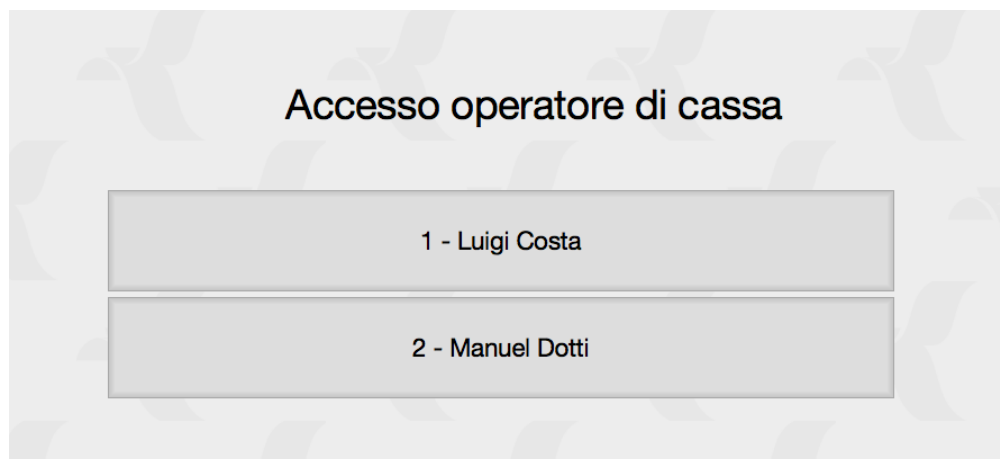 Accesso operatore di cassa
1 - Luigi Costa
2 - Manuel Dotti